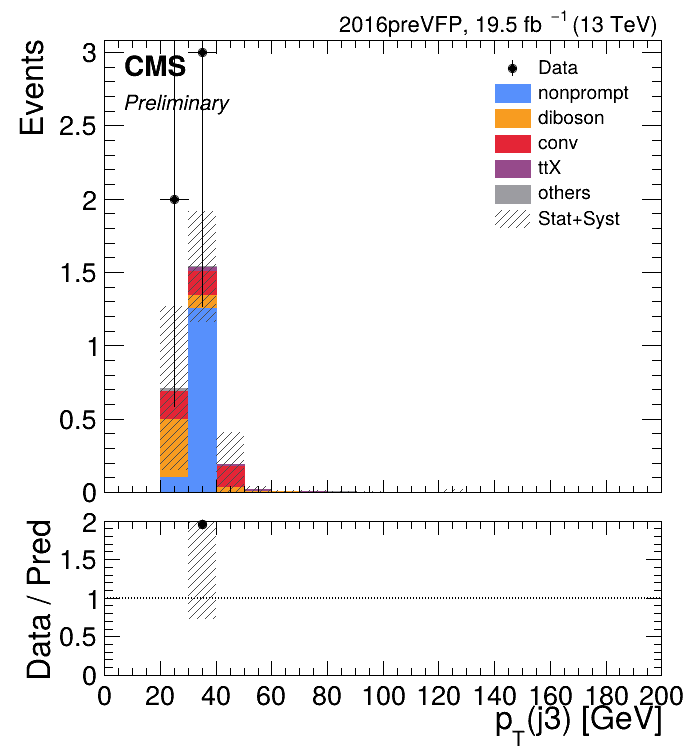 2016preVFP, 19.5 fb⁻¹ (13 TeV)
CMS
Preliminary
Events
3
2.5
2
1.5
1
0.5
0
Data
nonprompt
diboson
conv
ttX
others
Stat+Syst
Data / Pred
2
1.5
1
0.5
0
0 20 40 60 80 100 120 140 160 180 200
p_T(j3) [GeV]